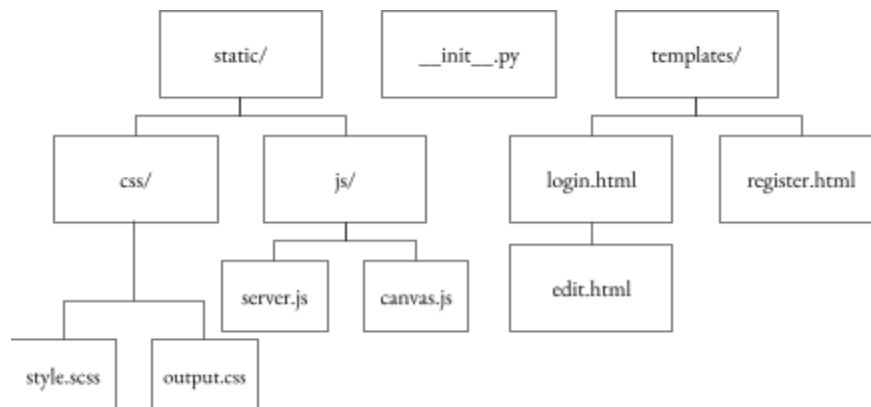 static/
__init__.py
templates/
css/
js/
login.html
register.html
server.js
canvas.js
edit.html
style.scss
output.css